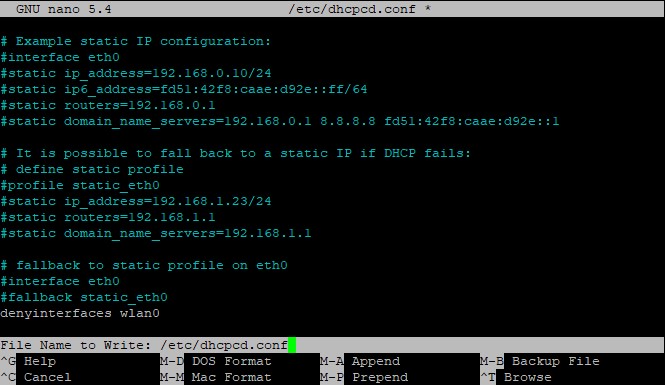 GNU nano 5.4 /etc/dhcpcd.conf *
# Example static IP configuration:
#interface eth0
#static ip_address=192.168.0.10/24
#static ip6_address=fd51:42f8:caae:d92e::ff/64
#static routers=192.168.0.1
#static domain_name_servers=192.168.0.1 8.8.8.8 fd51:42f8:caae:d92e::1
# It is possible to fall back to a static IP if DHCP fails:
# define static profile
#profile static_eth0
#static ip_address=192.168.1.23/24
#static routers=192.168.1.1
#static domain_name_servers=192.168.1.1
# fallback to static profile on eth0
#interface eth0
#fallback static_eth0
denyinterfaces wlan0
File Name to Write: /etc/dhcpcd.conf
^G Help M-D DOS Format M-A Append M-B Backup File
^C Cancel M-M Mac Format M-P Prepend ^T Browse